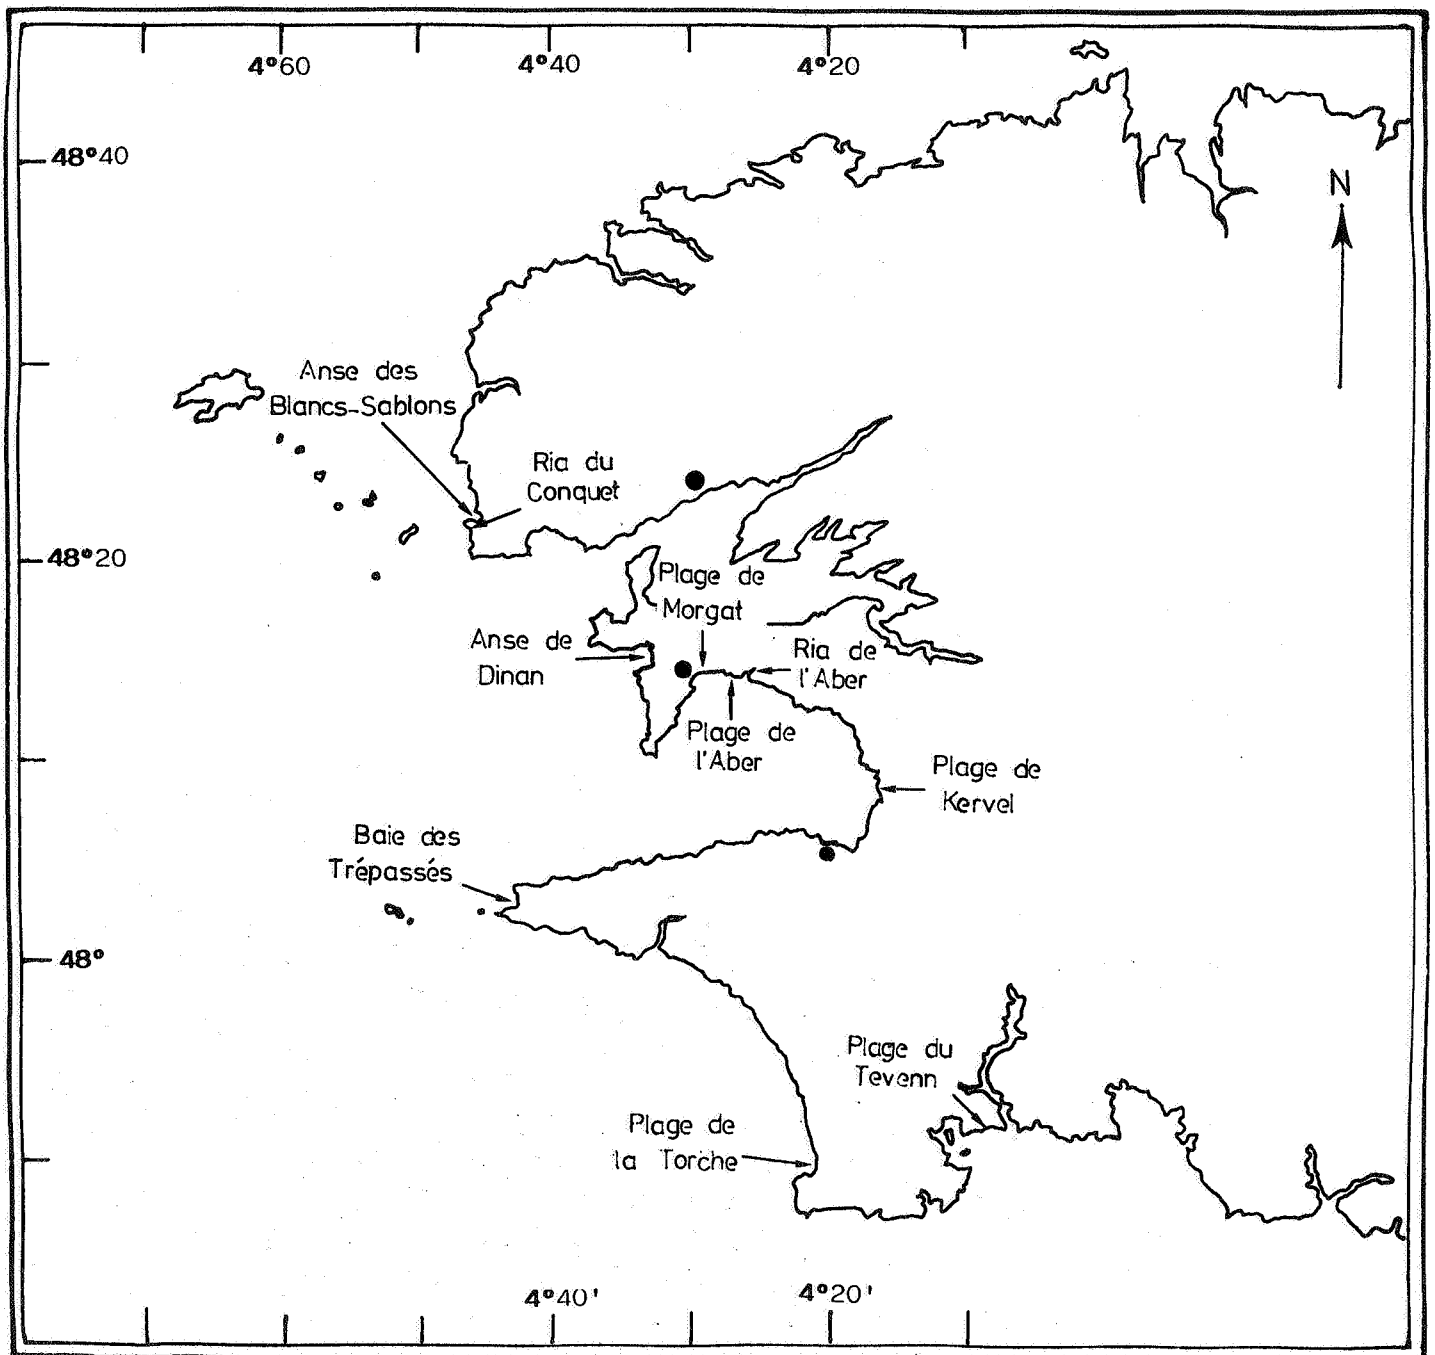 4°60
4°40
4°20
48°40
N
Anse des
Blancs-Sablons
Ria du
Conquet
48°20
Plage de
Morgat
Anse de
Dinan
Ria de
l'Aber
Plage de
l'Aber
Plage de
Kervel
Baie des
Trépassés
48°
Plage du
Tevenn
Plage de
la Torche
4°40'
4°20'